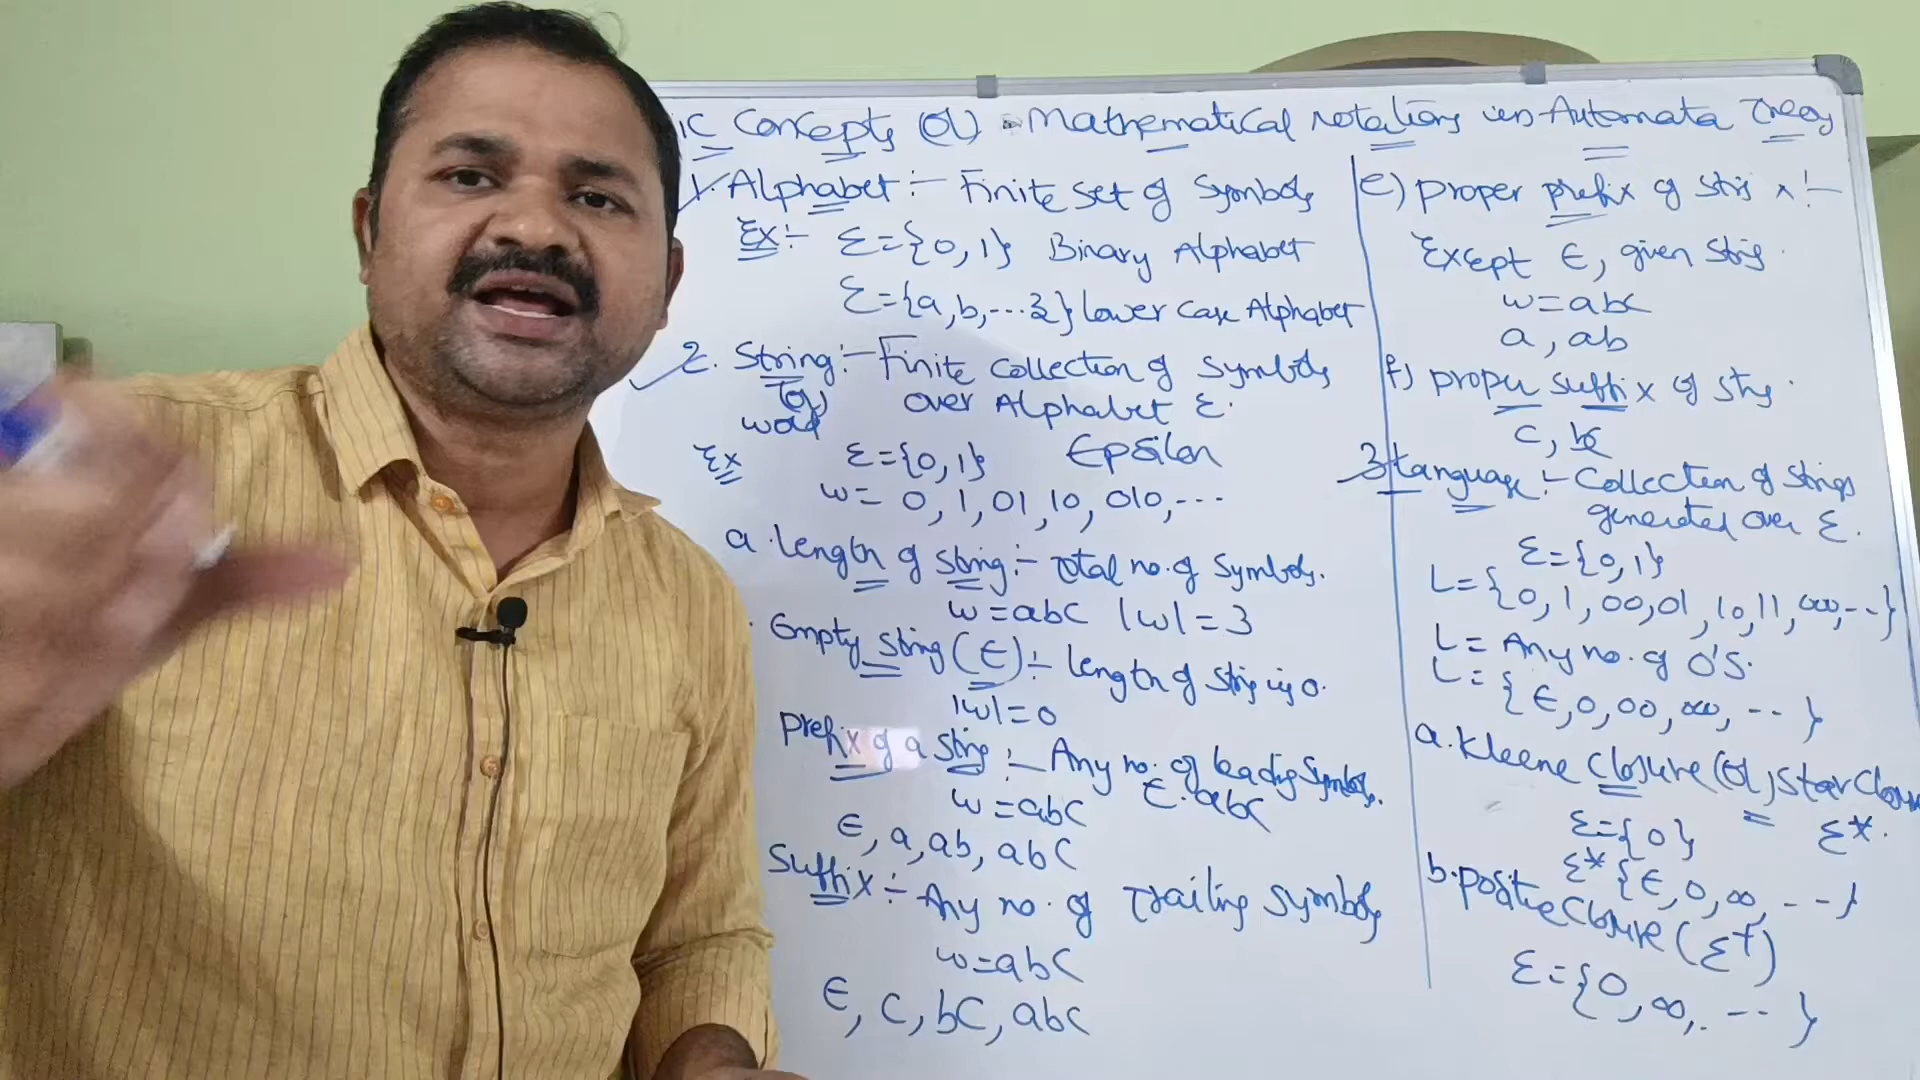 ic Concepts (or) Mathematical notations in Automata Theory
1. Alphabet :- Finite set of Symbols
Ex:- Σ={0,1} Binary Alphabet
Σ={a,b,...z} lower case Alphabet
2. String :- Finite Collection of Symbols
(or)
word
over Alphabet Σ.
Ex Σ={0,1} Epsilon
w= 0, 1, 01, 10, 010, ...
a. length of string :- Total no. of Symbols.
w=abc |w|=3
Empty string (ϵ) :- length of string is 0.
|w|=0
prefix of a string :- Any no. of leading Symbols.
w=abc ϵ.abc
ϵ, a, ab, abc
Suffix :- Any no. of Trailing Symbols
w=abc
ϵ, c, bc, abc
e) proper prefix of string x :-
Except ϵ, given string.
w=abc
a, ab
f) proper suffix of string.
c, bc
3. Language :- Collection of Strings
generated over Σ.
Σ={0,1}
L={0, 1, 00, 01, 10, 11, 000, --}
L= Any no. of 0's.
L={ϵ, 0, 00, 000, -- }
a. Kleene Closure (or) Star Closure
Σ={0} Σ*.
Σ* {ϵ, 0, 00, ---}
b. positive Closure (Σ+)
Σ={0, 00, --- }